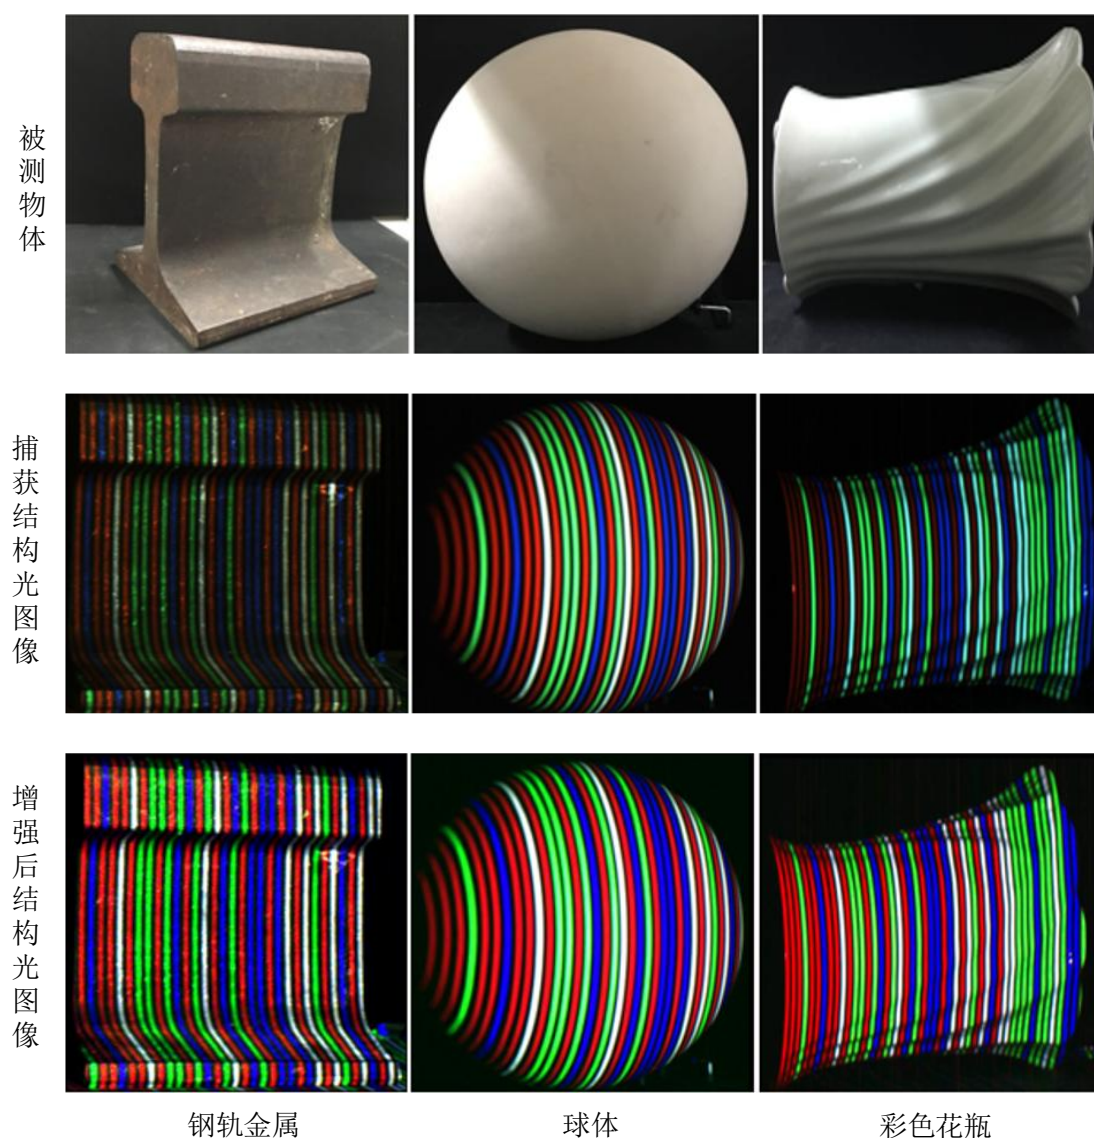 被测物体
捕获结构光图像
增强后结构光图像
钢轨金属
球体
彩色花瓶